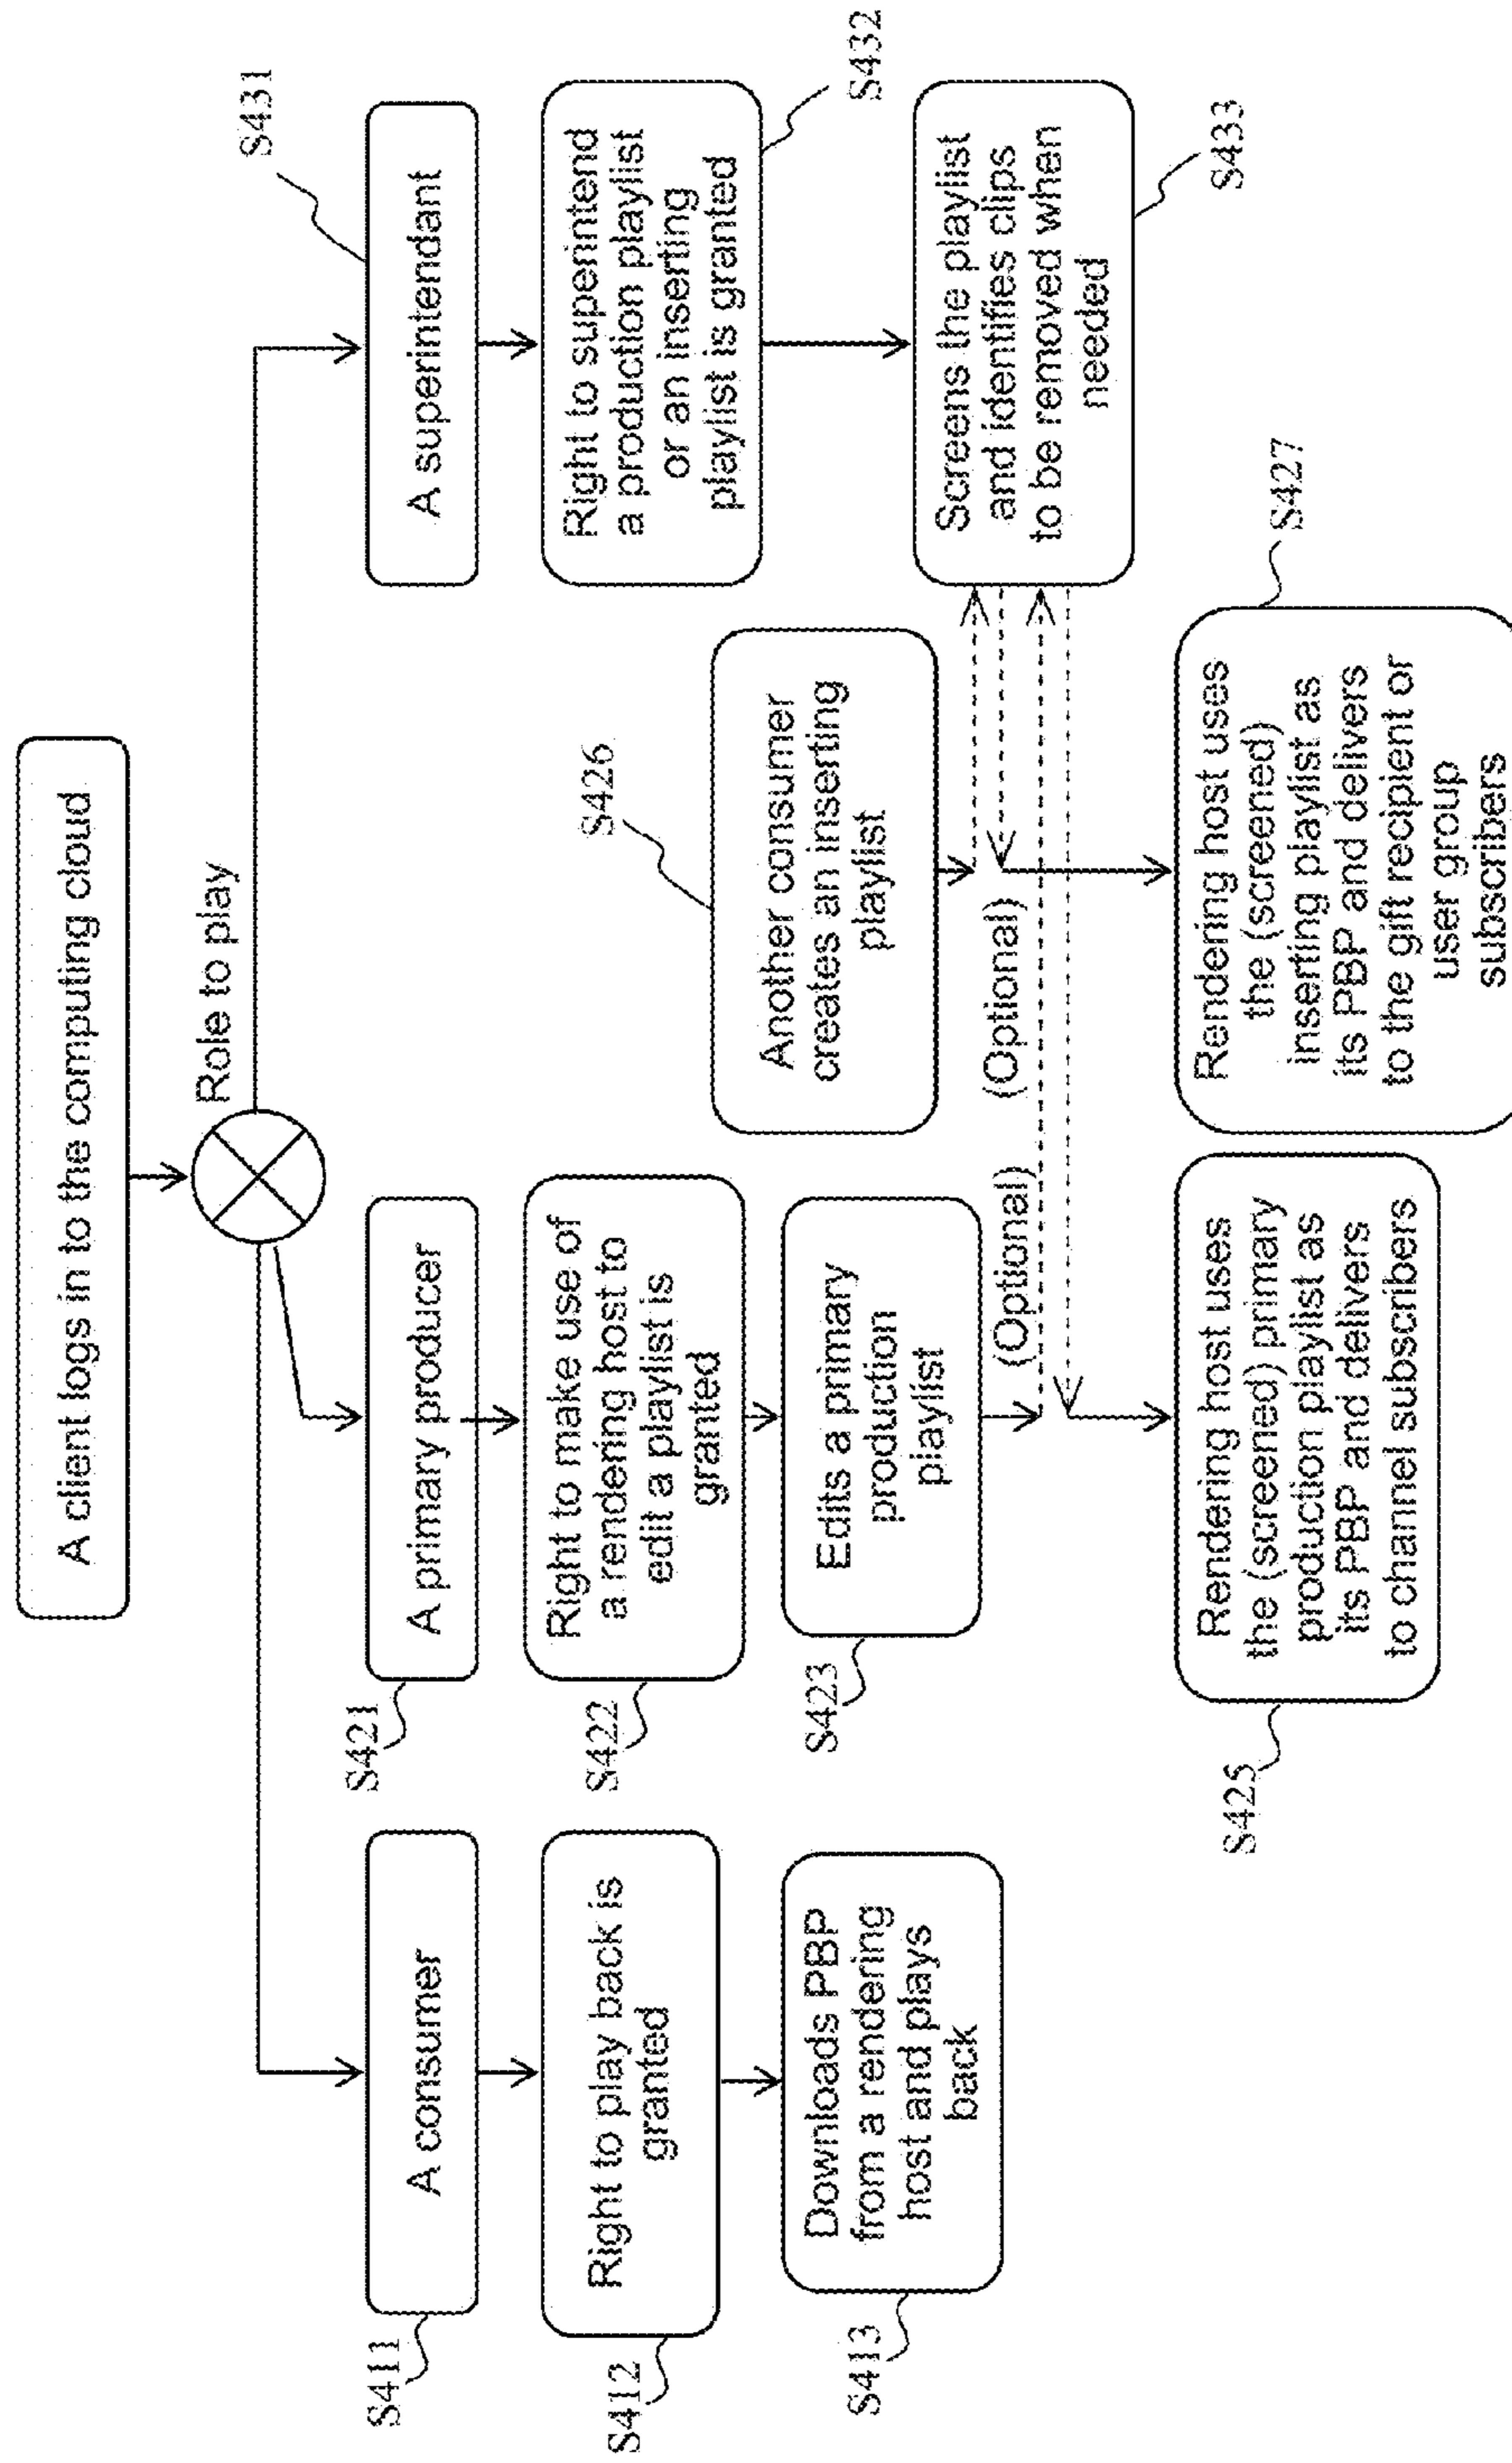 A client logs in to the computing cloud
Role to play
S411
A consumer
S412
Right to play back is
granted
S413
Downloads PBP
from a rendering
host and plays
back
S421
A primary producer
S422
Right to make use of
a rendering host to
edit a playlist is
granted
S423
Edits a primary
production
playlist
(Optional)
S425
Rendering host uses
the (screened) primary
production playlist as
its PBP and delivers
to channel subscribers
S426
Another consumer
creates an inserting
playlist
(Optional)
S427
Rendering host uses
the (screened)
inserting playlist as
its PBP and delivers
to the gift recipient or
user group
subscribers
S431
A superintendant
S432
Right to superintend
a production playlist
or an inserting
playlist is granted
S433
Screens the playlist
and identifies clips
to be removed when
needed